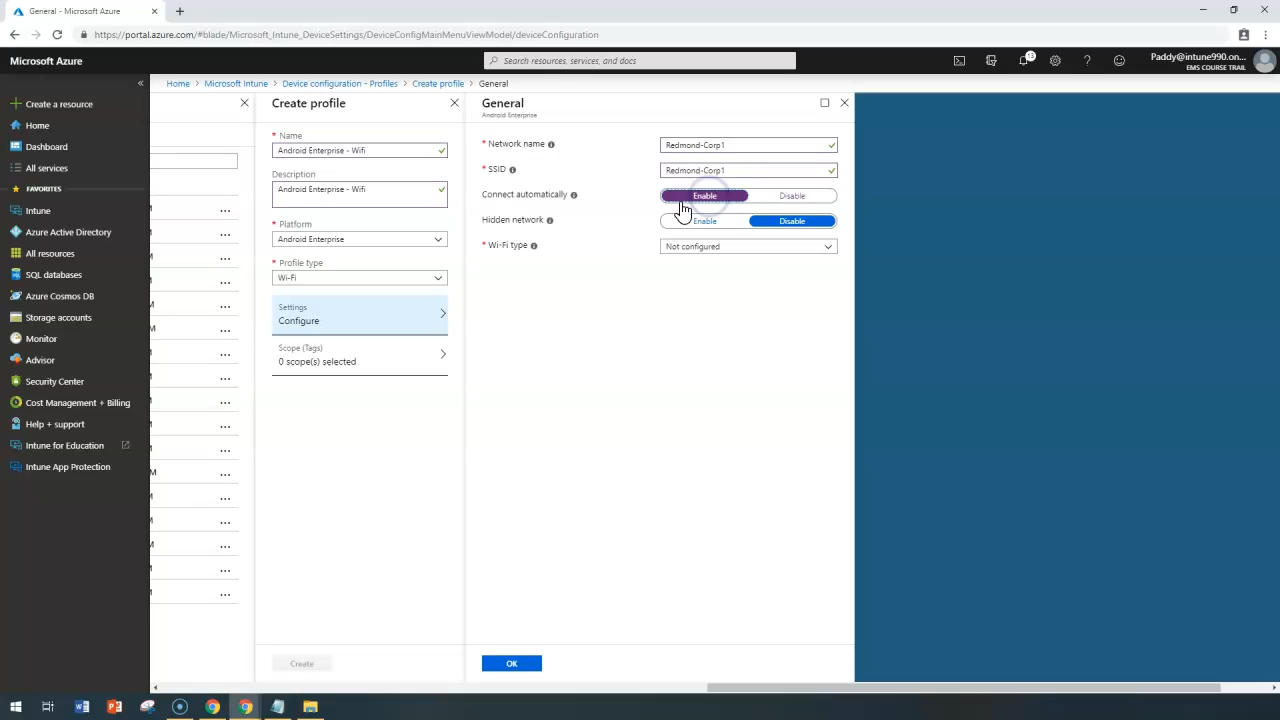 General - Microsoft Azure
https://portal.azure.com/#blade/Microsoft_Intune_DeviceSettings/DeviceConfigMainMenuViewModel/deviceConfiguration
Microsoft Azure
Search resources, services, and docs
Paddy@intune990.on...
EMS COURSE TRAIL
Home > Microsoft Intune > Device configuration - Profiles > Create profile > General
Create a resource
Home
Dashboard
All services
FAVORITES
Intune
Azure Active Directory
All resources
SQL databases
Azure Cosmos DB
Storage accounts
Monitor
Advisor
Security Center
Cost Management + Billing
Help + support
Intune for Education
Intune App Protection
Create profile
* Name
Android Enterprise - Wifi
Description
Android Enterprise - Wifi
* Platform
Android Enterprise
* Profile type
Wi-Fi
Settings
Configure
Scope (Tags)
0 scope(s) selected
Create
General
Android Enterprise
* Network name
Redmond-Corp1
* SSID
Redmond-Corp1
Connect automatically
Enable Disable
Hidden network
Enable Disable
* Wi-Fi type
Not configured
OK